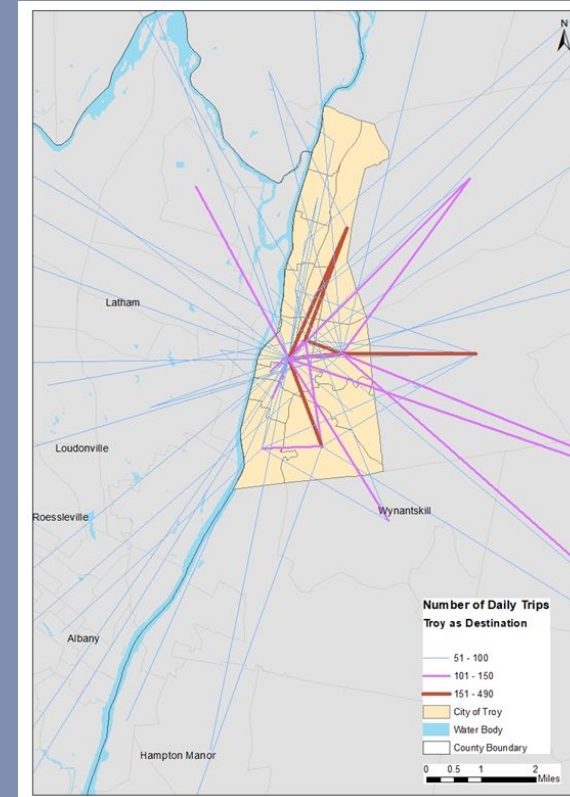 N
Latham
Loudonville
Roessleville
Wynantskill
Albany
Hampton Manor
Number of Daily Trips
Troy as Destination
51 - 100
101 - 150
151 - 490
City of Troy
Water Body
County Boundary
0 0.5 1 2
Miles